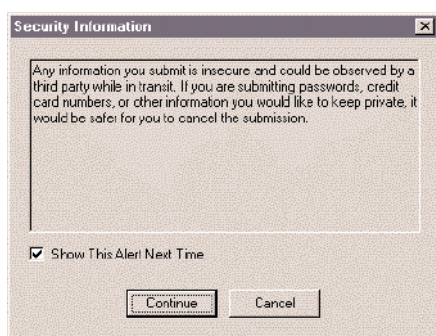 Security Information
Any information you submit is insecure and could be observed by a
third party while in transit. If you are submitting passwords, credit
card numbers, or other information you would like to keep private, it
would be safer for you to cancel the submission.
Show This Alert Next Time
Continue
Cancel